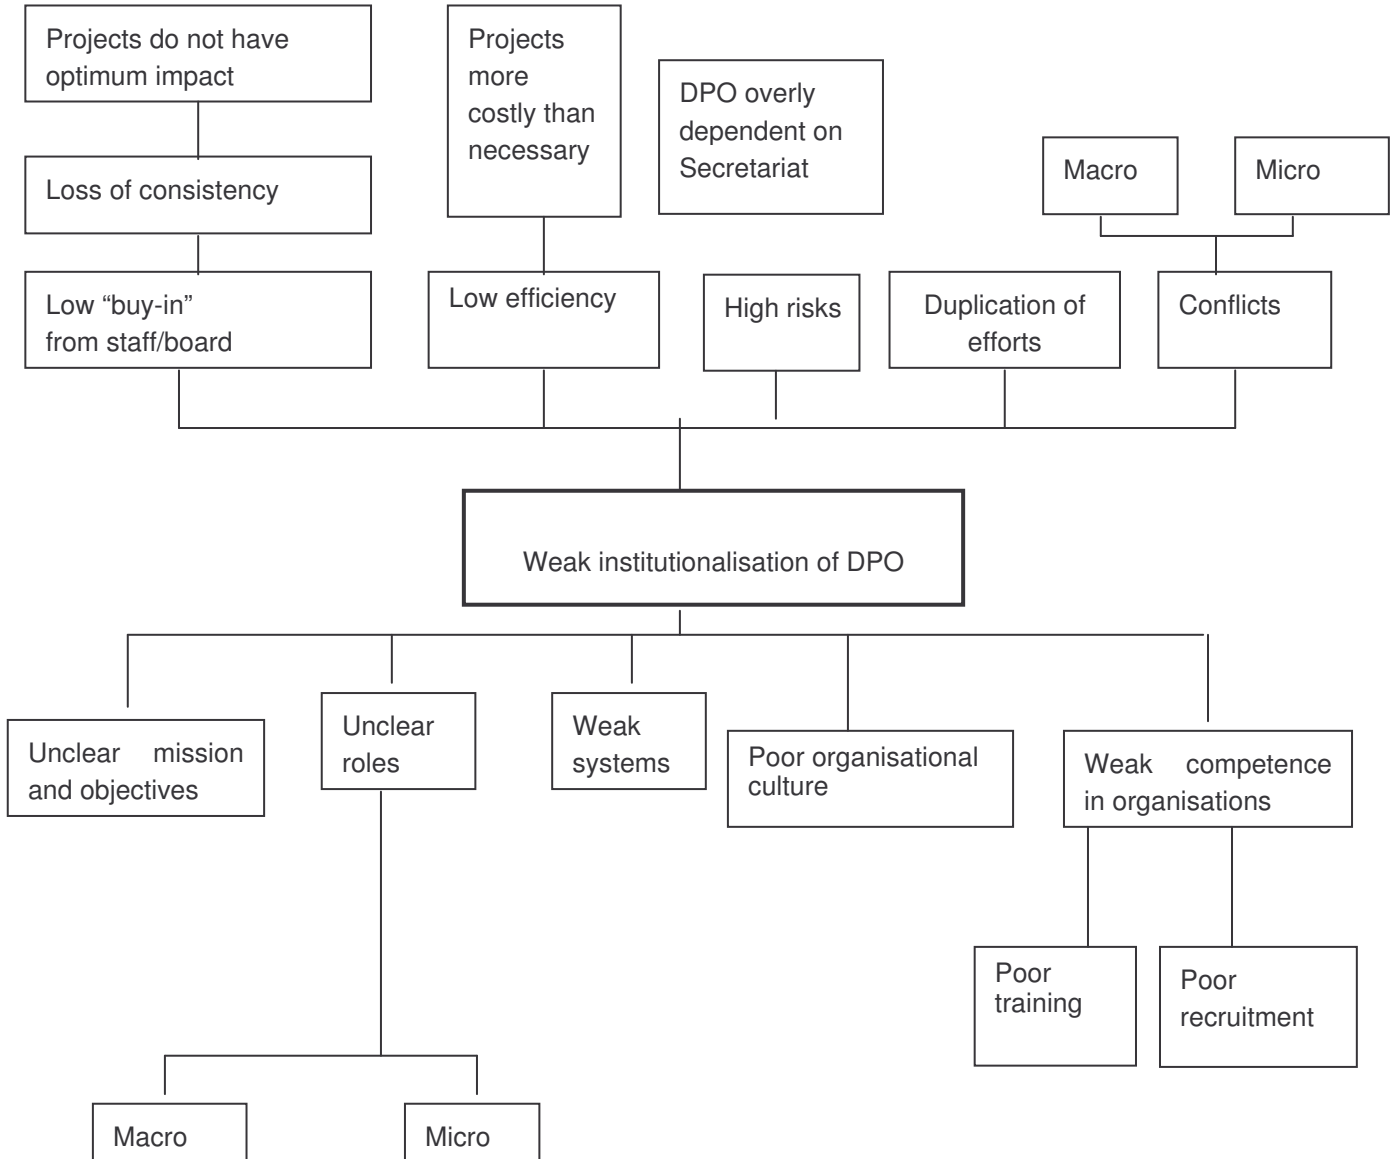 Projects do not have
optimum impact
Projects
more
costly than
necessary
DPO overly
dependent on
Secretariat
Macro
Micro
Loss of consistency
Low “buy-in”
from staff/board
Low efficiency
High risks
Duplication of
efforts
Conflicts
Weak institutionalisation of DPO
Unclear mission
and objectives
Unclear
roles
Weak
systems
Poor organisational
culture
Weak competence
in organisations
Poor
training
Poor
recruitment
Macro
Micro